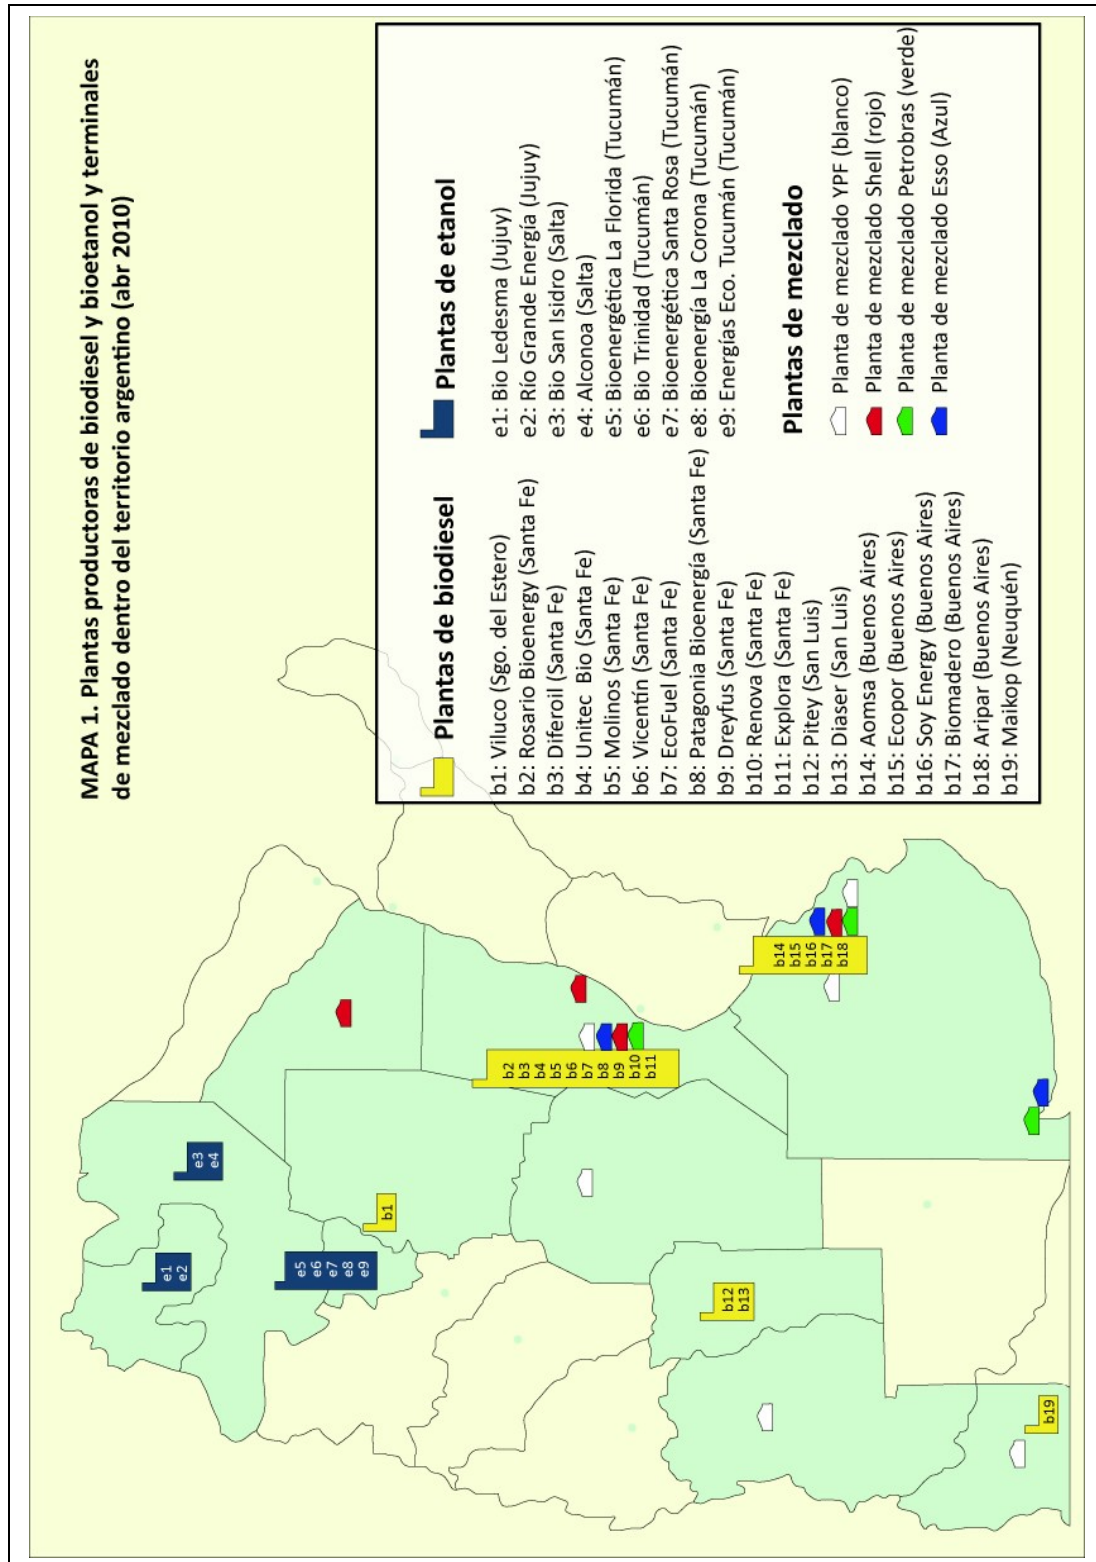 MAPA 1. Plantas productoras de biodiesel y bioetanol y terminales
de mezclado dentro del territorio argentino (abr 2010)
e1
e2
e3
e4
e5
e6
e7
e8
e9
b1
b2
b3
b4
b5
b6
b7
b8
b9
b10
b11
b12
b13
b14
b15
b16
b17
b18
b19
Plantas de biodiesel
b1: Viluco (Sgo. del Estero)
b2: Rosario Bioenergy (Santa Fe)
b3: Diferoil (Santa Fe)
b4: Unitec Bio (Santa Fe)
b5: Molinos (Santa Fe)
b6: Vicentín (Santa Fe)
b7: EcoFuel (Santa Fe)
b8: Patagonia Bioenergía (Santa Fe)
b9: Dreyfus (Santa Fe)
b10: Renova (Santa Fe)
b11: Explora (Santa Fe)
b12: Pitey (San Luis)
b13: Diaser (San Luis)
b14: Aomsa (Buenos Aires)
b15: Ecopor (Buenos Aires)
b16: Soy Energy (Buenos Aires)
b17: Biomadero (Buenos Aires)
b18: Aripar (Buenos Aires)
b19: Maikop (Neuquén)
Plantas de etanol
e1: Bio Ledesma (Jujuy)
e2: Río Grande Energía (Jujuy)
e3: Bio San Isidro (Salta)
e4: Alconoa (Salta)
e5: Bioenergética La Florida (Tucumán)
e6: Bio Trinidad (Tucumán)
e7: Bioenergética Santa Rosa (Tucumán)
e8: Bioenergía La Corona (Tucumán)
e9: Energías Eco. Tucumán (Tucumán)
Plantas de mezclado
Planta de mezclado YPF (blanco)
Planta de mezclado Shell (rojo)
Planta de mezclado Petrobras (verde)
Planta de mezclado Esso (Azul)